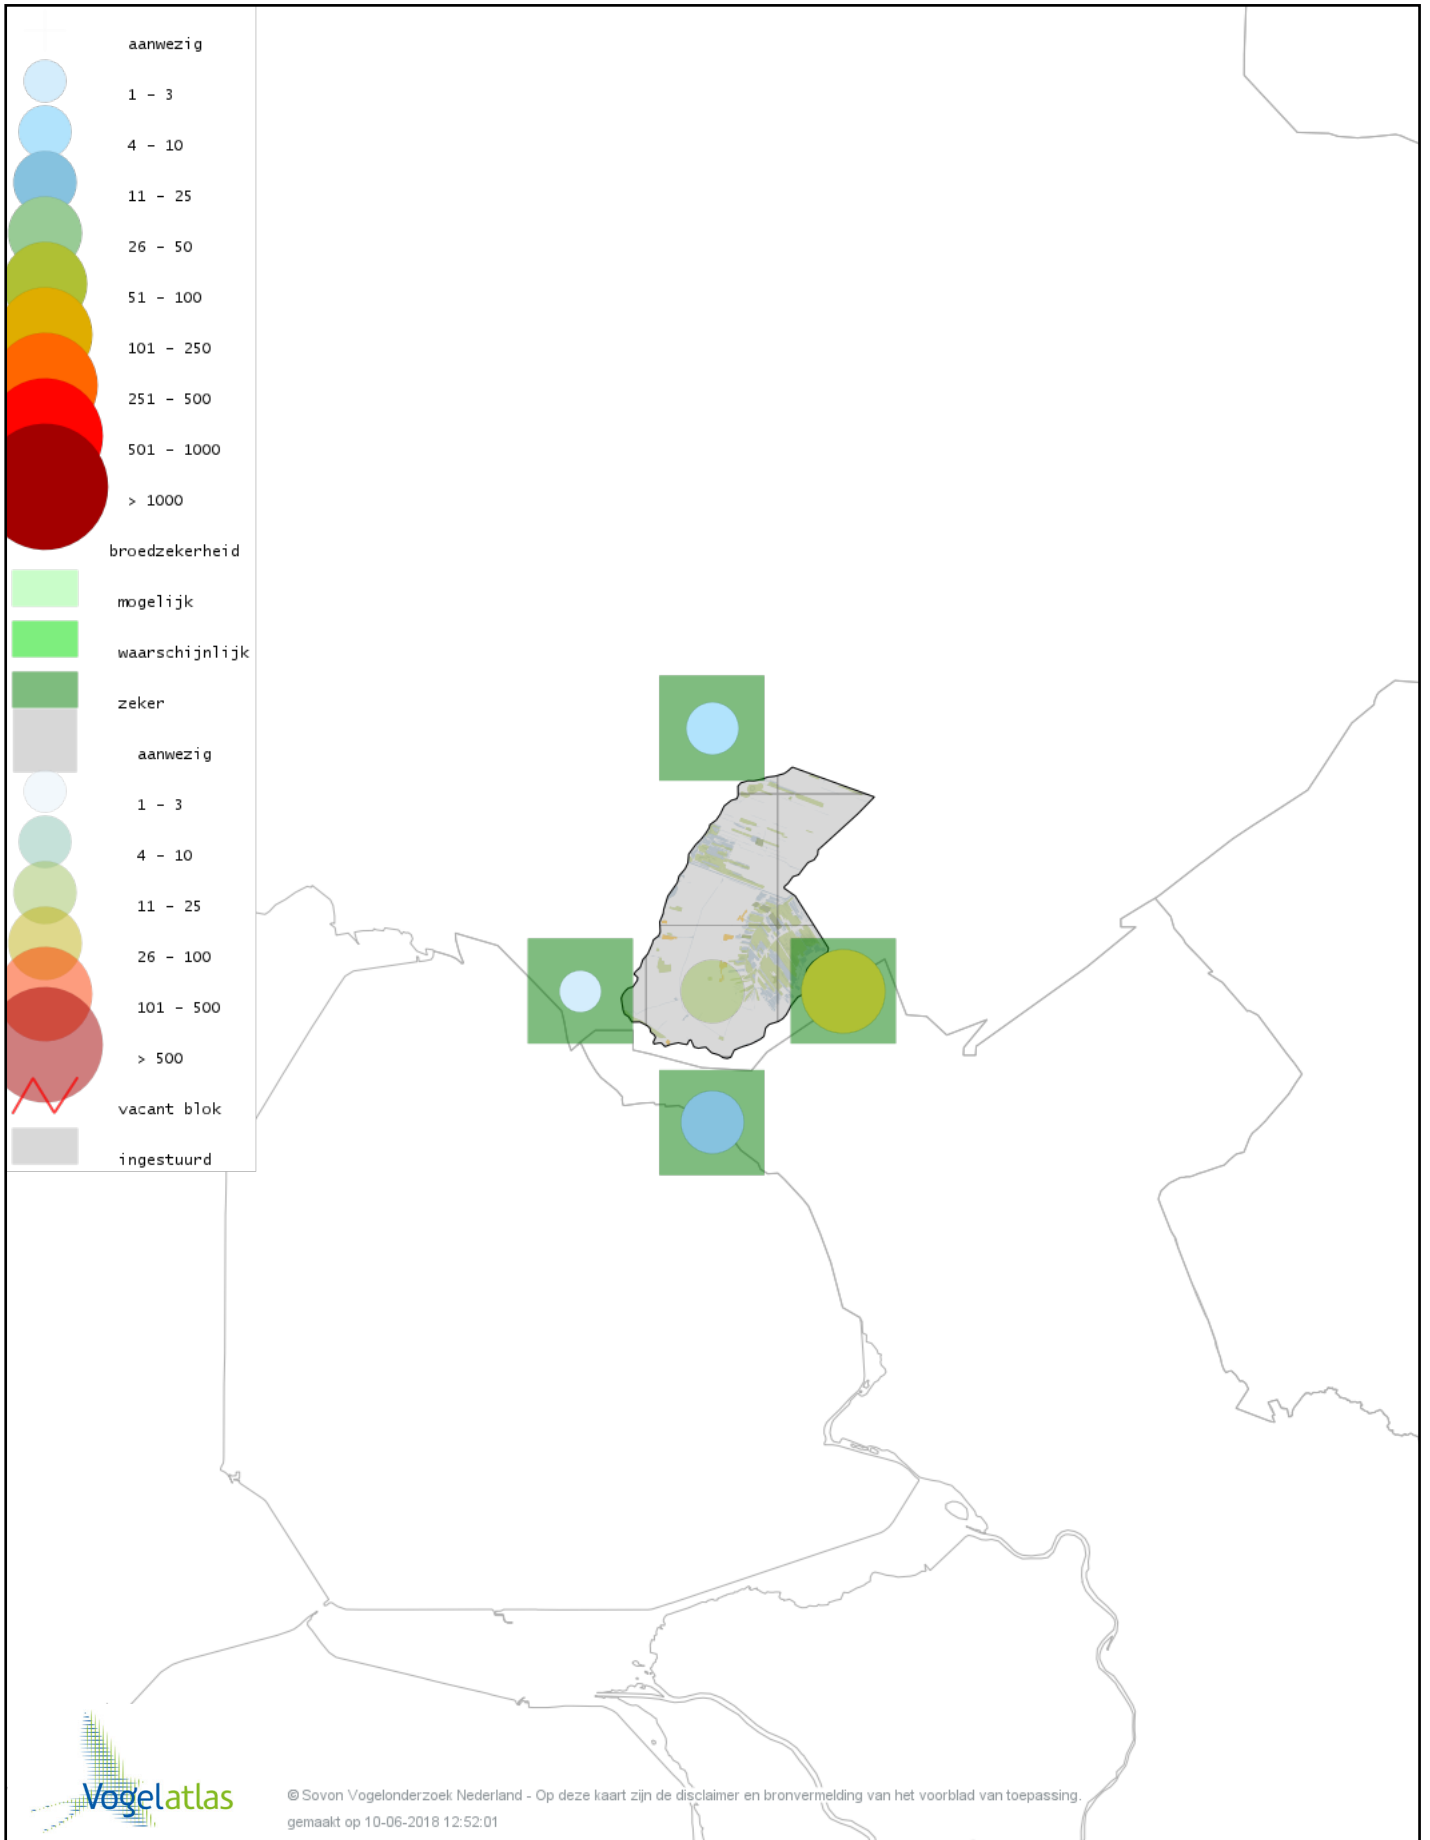 aanwezig
1 - 3
4 - 10
11 - 25
26 - 50
51 - 100
101 - 250
251 - 500
501 - 1000
> 1000
broedzekerheid
mogelijk
waarschijnlijk
zeker
aanwezig
1 - 3
4 - 10
11 - 25
26 - 100
101 - 500
> 500
vacant blok
ingestuurd
Vogelatlas
© Sovon Vogelonderzoek Nederland - Op deze kaart zijn de disclaimer en bronvermelding van het voorblad van toepassing.
gemaakt op 10-06-2018 12:52:01